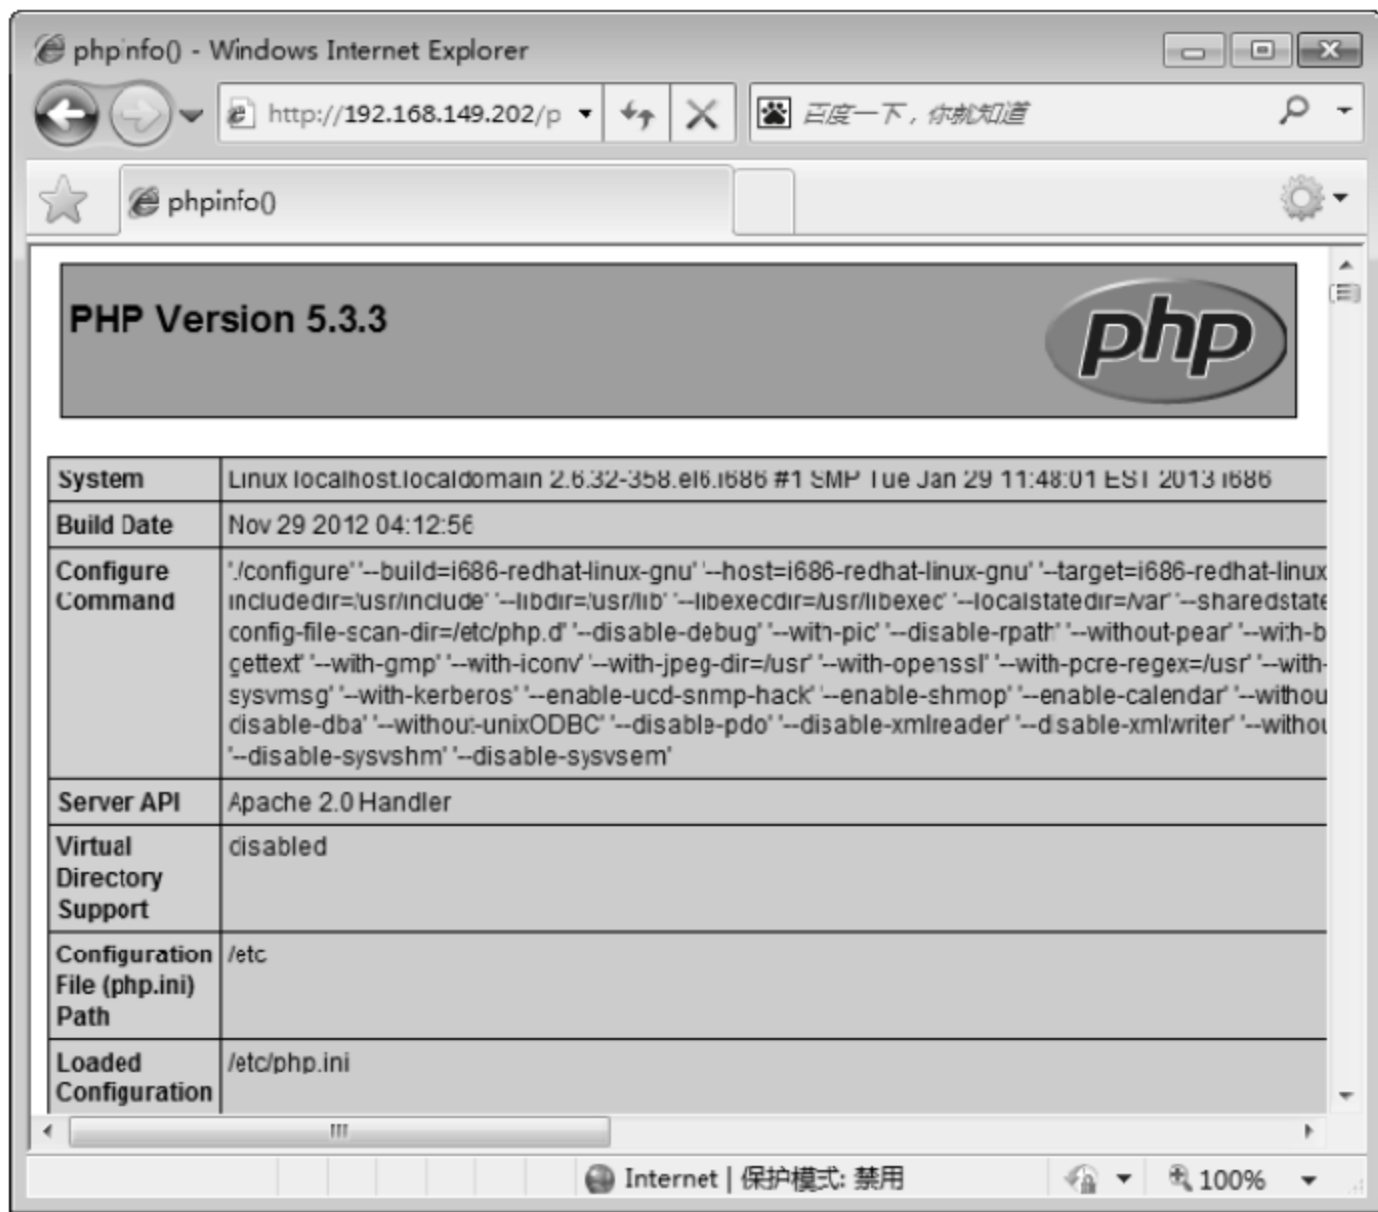 phpinfo() - Windows Internet Explorer
http://192.168.149.202/p
百度一下，你就知道
phpinfo()
PHP Version 5.3.3
php
System
Linux localhost.localdomain 2.6.32-358.el6.i686 #1 SMP Tue Jan 29 11:48:01 EST 2013 i686
Build Date
Nov 29 2012 04:12:56
Configure
Command
'./configure' '--build=i686-redhat-linux-gnu' '--host=i686-redhat-linux-gnu' '--target=i686-redhat-linux
includedir=/usr/include' '--libdir=/usr/lib' '--libexecdir=/usr/libexec' '--localstatedir=/var' '--sharedstate
config-file-scan-dir=/etc/php.d' '--disable-debug' '--with-pic' '--disable-rpath' '--without-pear' '--with-b
gettext' '--with-gmp' '--with-iconv' '--with-jpeg-dir=/usr' '--with-openssl' '--with-pcre-regex=/usr' '--with-
sysvmsg' '--with-kerberos' '--enable-ucd-snmp-hack' '--enable-shmop' '--enable-calendar' '--withou
disable-dba' '--without-unixODBC' '--disable-pdo' '--disable-xmlreader' '--disable-xmlwriter' '--withou
'--disable-sysvshm' '--disable-sysvsem'
Server API
Apache 2.0 Handler
Virtual
Directory
Support
disabled
Configuration
File (php.ini)
Path
/etc
Loaded
Configuration
/etc/php.ini
Internet | 保护模式: 禁用
100%